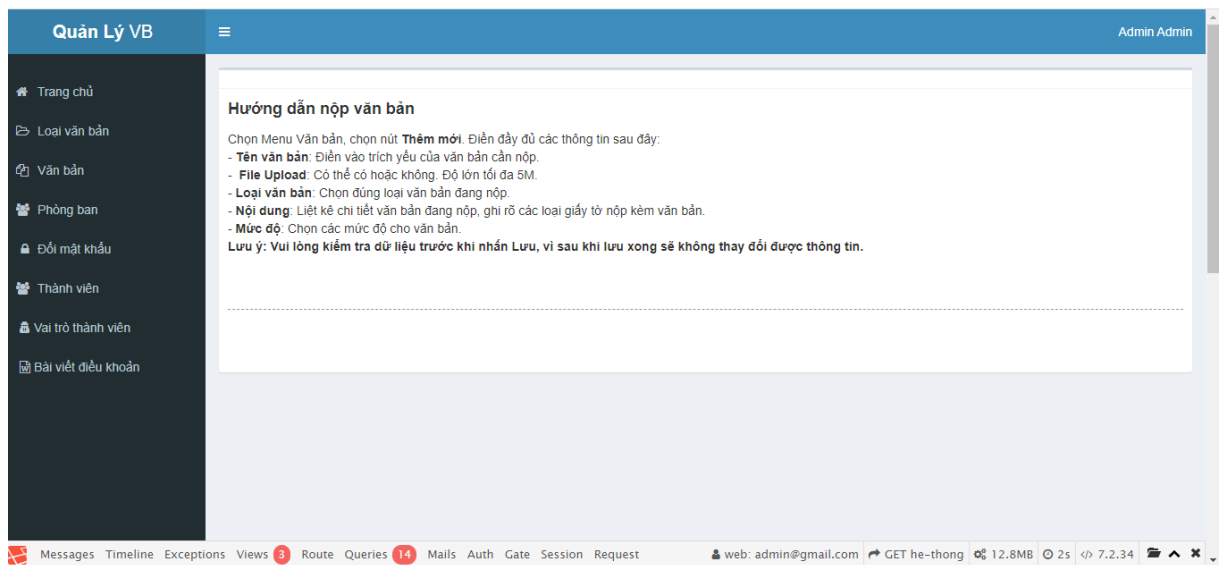 Quản Lý VB
Admin Admin
Trang chủ
Loại văn bản
Văn bản
Phòng ban
Đổi mật khẩu
Thành viên
Vai trò thành viên
Bài viết điều khoản
Hướng dẫn nộp văn bản
Chọn Menu Văn bản, chọn nút Thêm mới. Điền đầy đủ các thông tin sau đây:
- Tên văn bản: Điền vào trích yếu của văn bản cần nộp.
- File Upload: Có thể có hoặc không. Độ lớn tối đa 5M.
- Loại văn bản: Chọn đúng loại văn bản đang nộp.
- Nội dung: Liệt kê chi tiết văn bản đang nộp, ghi rõ các loại giấy tờ nộp kèm văn bản.
- Mức độ: Chọn các mức độ cho văn bản.
Lưu ý: Vui lòng kiểm tra dữ liệu trước khi nhấn Lưu, vì sau khi lưu xong sẽ không thay đổi được thông tin.
Messages Timeline Exceptions Views 3 Route Queries 14 Mails Auth Gate Session Request web: admin@gmail.com GET he-thong 12.8MB 2s </> 7.2.34